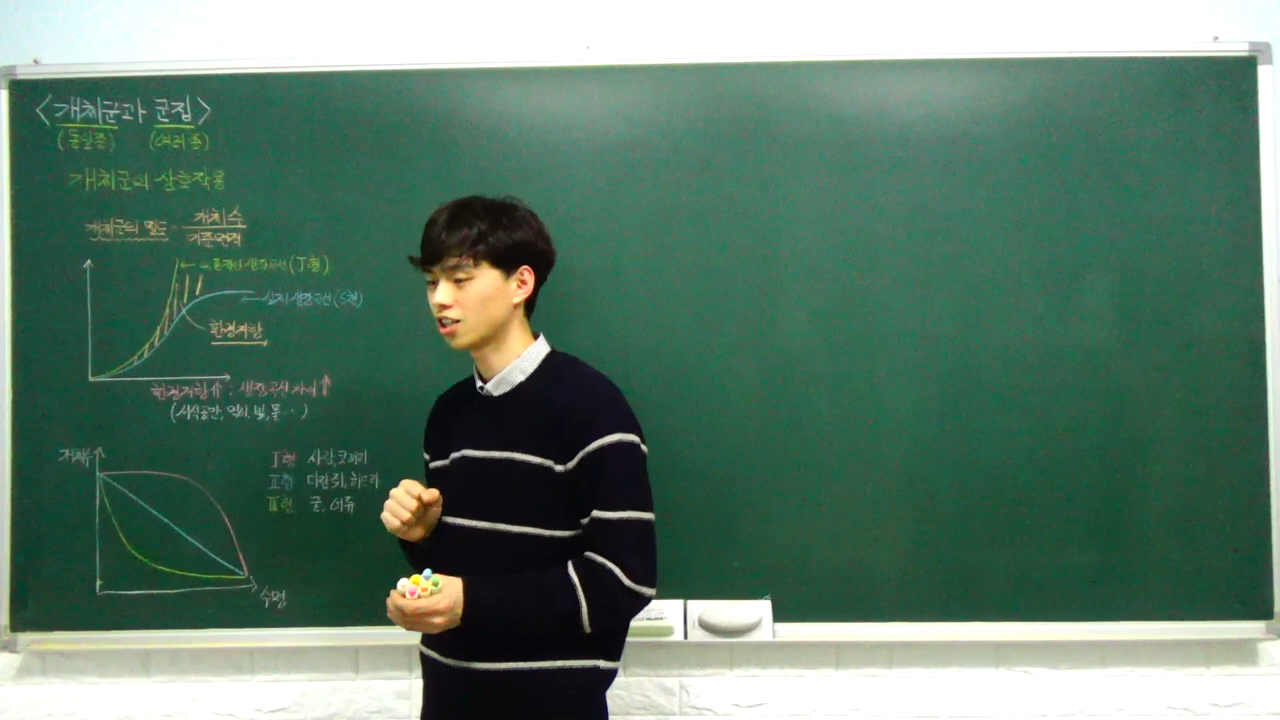 <개체군과 군집>
(동일종) (여러종)
개체군의 상호작용
개체군의 밀도 = 개체수 / 기준면적
이론적인 생장곡선(J형)
실제 생장곡선(S형)
환경저항
환경저항↑ : 생장곡선 차이↑
(서식공간, 먹이, 빛, 물…)
개체수
I형 사람, 코끼리
II형 다람쥐, 히드라
III형 굴, 어류
수명